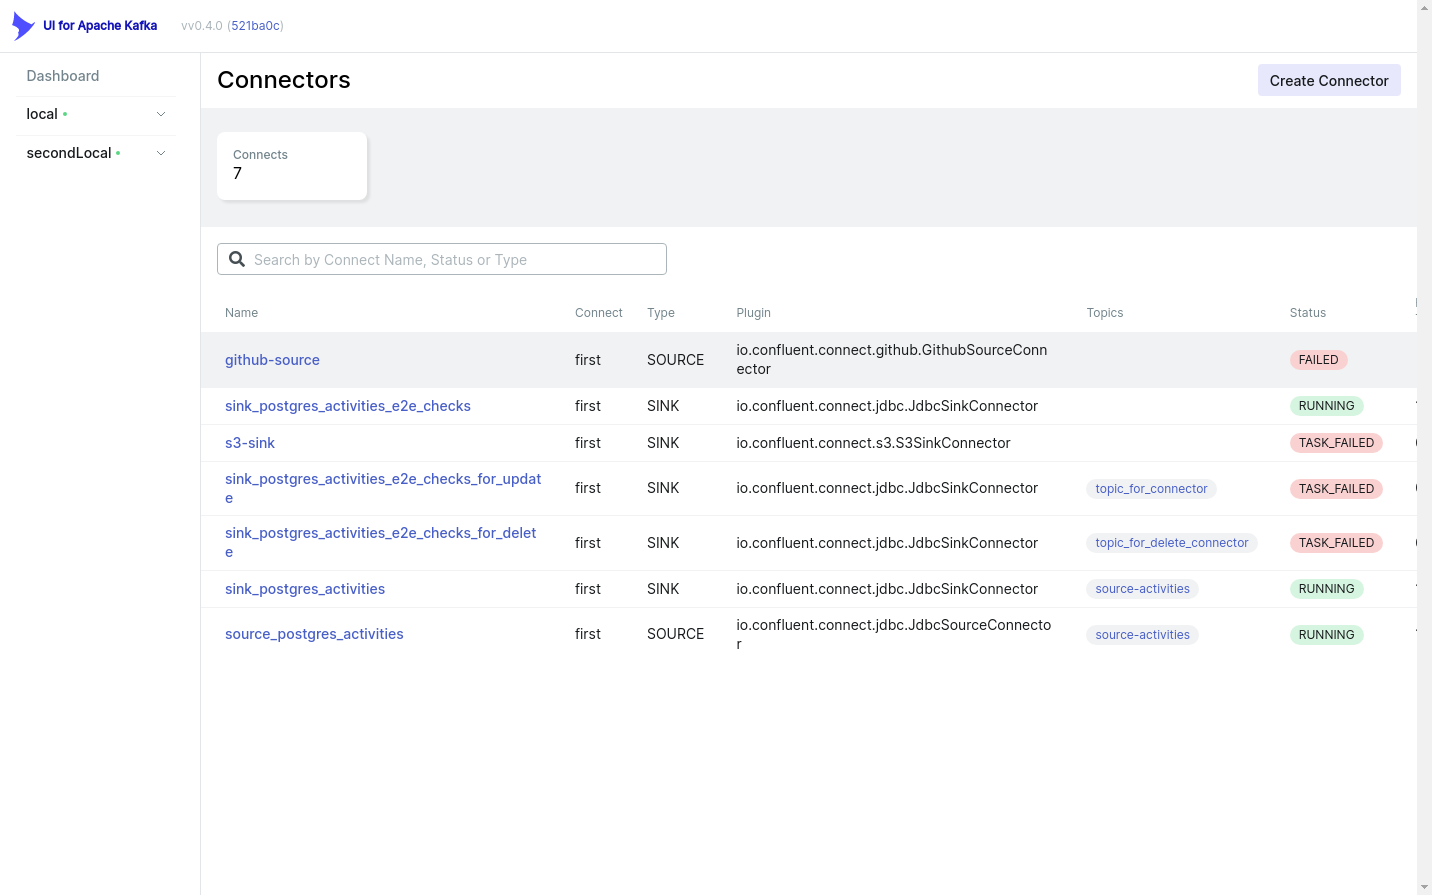 UI for Apache Kafka
vv0.4.0 (521ba0c)
Dashboard
local
secondLocal
Connectors
Create Connector
Connects
7
Search by Connect Name, Status or Type
Name Connect Type Plugin Topics Status
github-source first SOURCE io.confluent.connect.github.GithubSourceConn
ector FAILED
sink_postgres_activities_e2e_checks first SINK io.confluent.connect.jdbc.JdbcSinkConnector RUNNING
s3-sink first SINK io.confluent.connect.s3.S3SinkConnector TASK_FAILED
sink_postgres_activities_e2e_checks_for_updat
e first SINK io.confluent.connect.jdbc.JdbcSinkConnector topic_for_connector TASK_FAILED
sink_postgres_activities_e2e_checks_for_delet
e first SINK io.confluent.connect.jdbc.JdbcSinkConnector topic_for_delete_connector TASK_FAILED
sink_postgres_activities first SINK io.confluent.connect.jdbc.JdbcSinkConnector source-activities RUNNING
source_postgres_activities first SOURCE io.confluent.connect.jdbc.JdbcSourceConnecto
r source-activities RUNNING